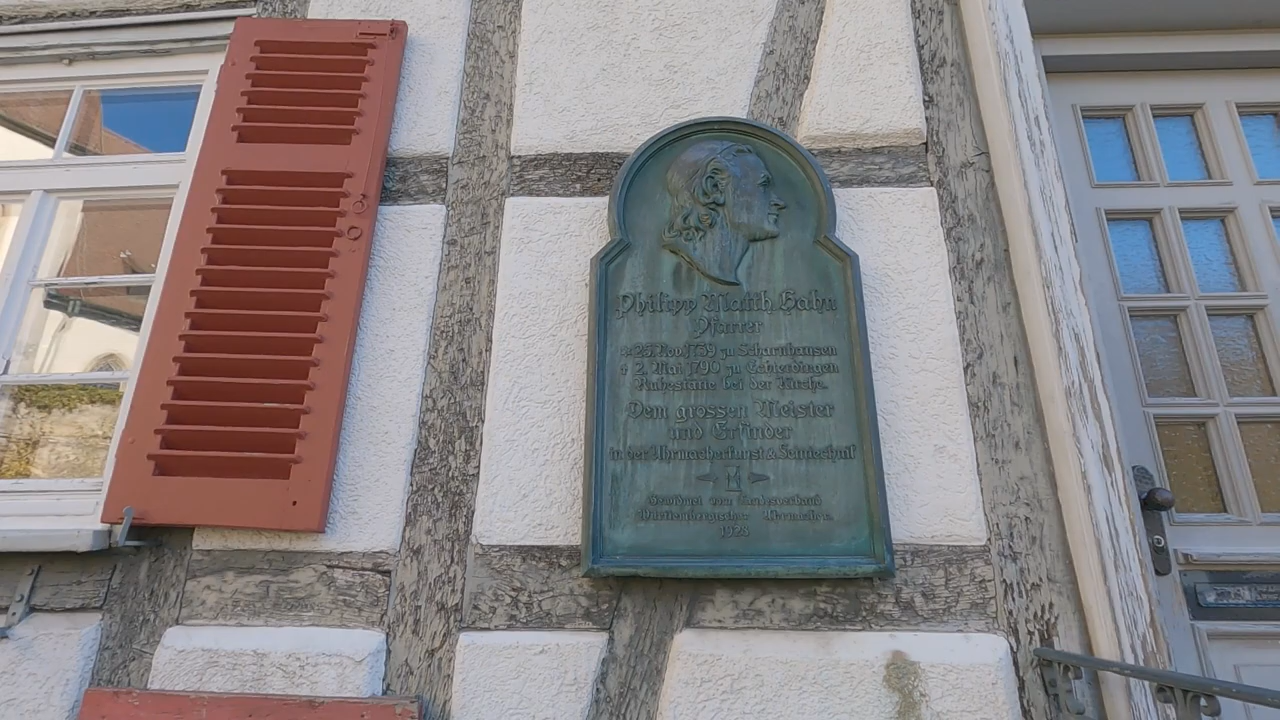 Philipp Matth. Hahn
Pfarrer
* 25. Nov. 1739 zu Scharnhausen
† 2. Mai 1790 zu Echterdingen
Ruhestätte bei der Kirche.
Dem grossen Meister
und Erfinder
in der Uhrmacherkunst &
Gewidmet vom Landesverband
Württembergischer Uhrmacher
1928